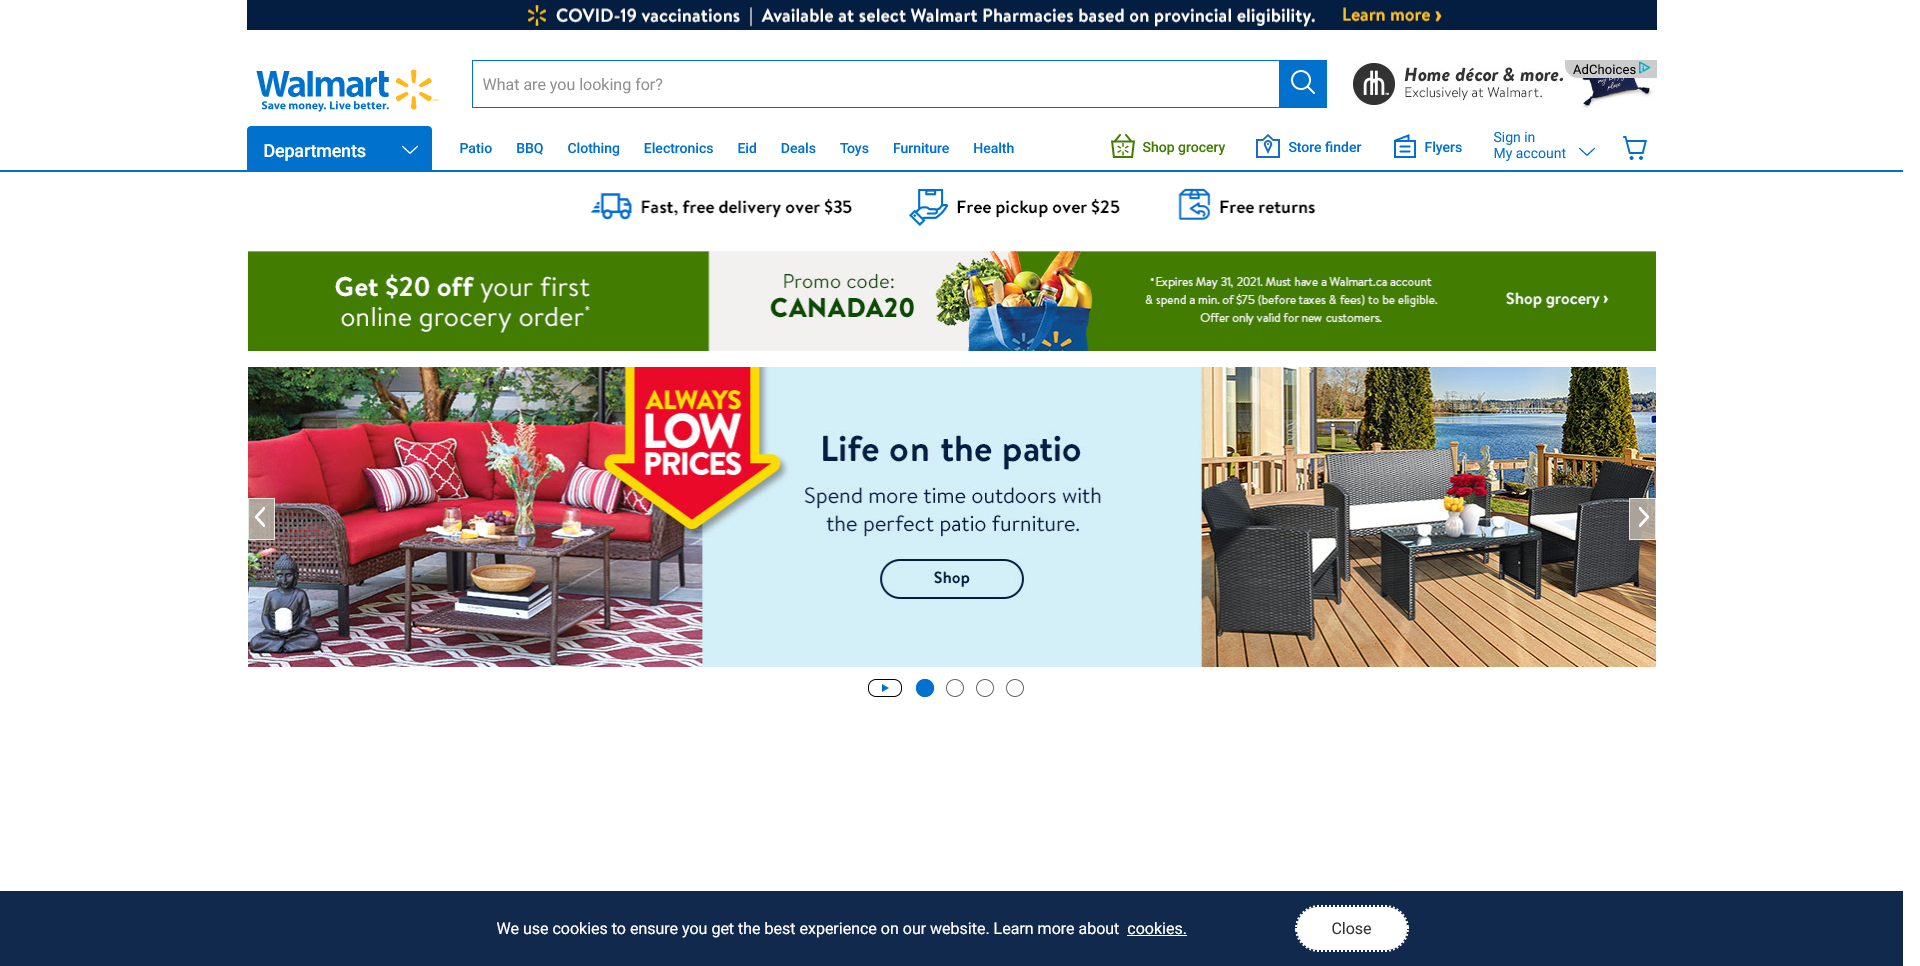 COVID-19 vaccinations | Available at select Walmart Pharmacies based on provincial eligibility. Learn more ›
Walmart
Save money. Live better.
What are you looking for?
Home décor & more.
Exclusively at Walmart.
AdChoices
Departments
Patio BBQ Clothing Electronics Eid Deals Toys Furniture Health
Shop grocery
Store finder
Flyers
Sign in
My account
Fast, free delivery over $35
Free pickup over $25
Free returns
Get $20 off your first
online grocery order*
Promo code:
CANADA20
*Expires May 31, 2021. Must have a Walmart.ca account
& spend a min. of $75 (before taxes & fees) to be eligible.
Offer only valid for new customers.
Shop grocery ›
ALWAYS
LOW
PRICES
Life on the patio
Spend more time outdoors with
the perfect patio furniture.
Shop
We use cookies to ensure you get the best experience on our website. Learn more about cookies.
Close